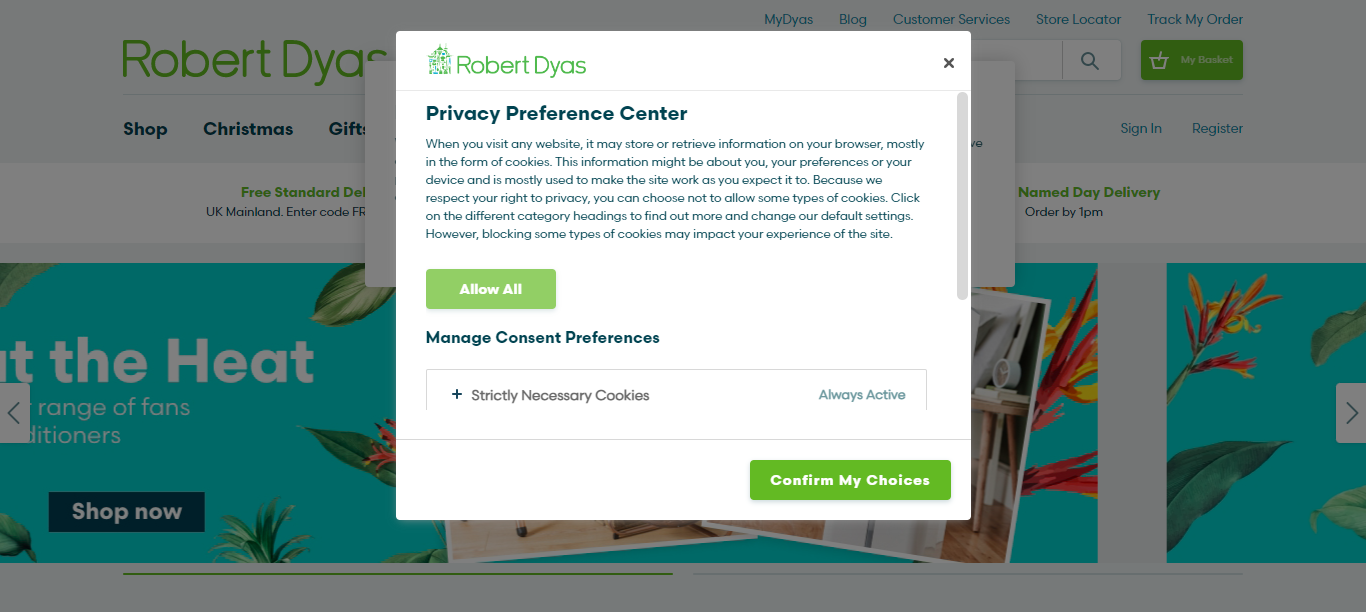 MyDyas Blog Customer Services Store Locator Track My Order
Robert Dyas
Robert Dyas
My Basket
Shop Christmas Gifts
Sign In Register
Privacy Preference Center
When you visit any website, it may store or retrieve information on your browser, mostly
in the form of cookies. This information might be about you, your preferences or your
device and is mostly used to make the site work as you expect it to. Because we
respect your right to privacy, you can choose not to allow some types of cookies. Click
on the different category headings to find out more and change our default settings.
However, blocking some types of cookies may impact your experience of the site.
Allow All
Manage Consent Preferences
Strictly Necessary Cookies Always Active
Confirm My Choices
Free Standard Del
UK Mainland. Enter code FR
Named Day Delivery
Order by 1pm
t the Heat
range of fans
ditioners
Shop now